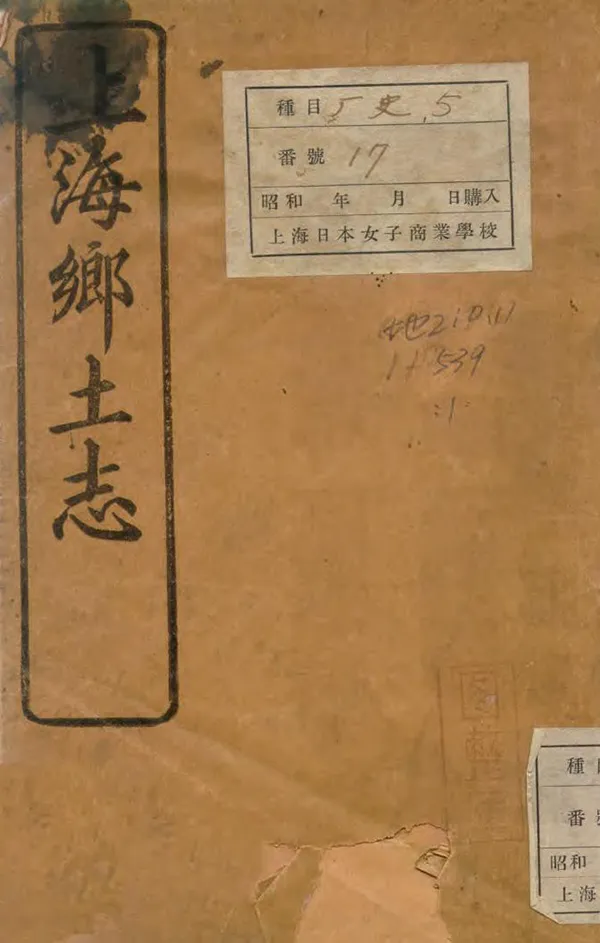 上海鄉土志
種目 5史.5
番號 17
昭和 年 月 日購入
上海日本女子商業學校
539
種
番
昭和
上海